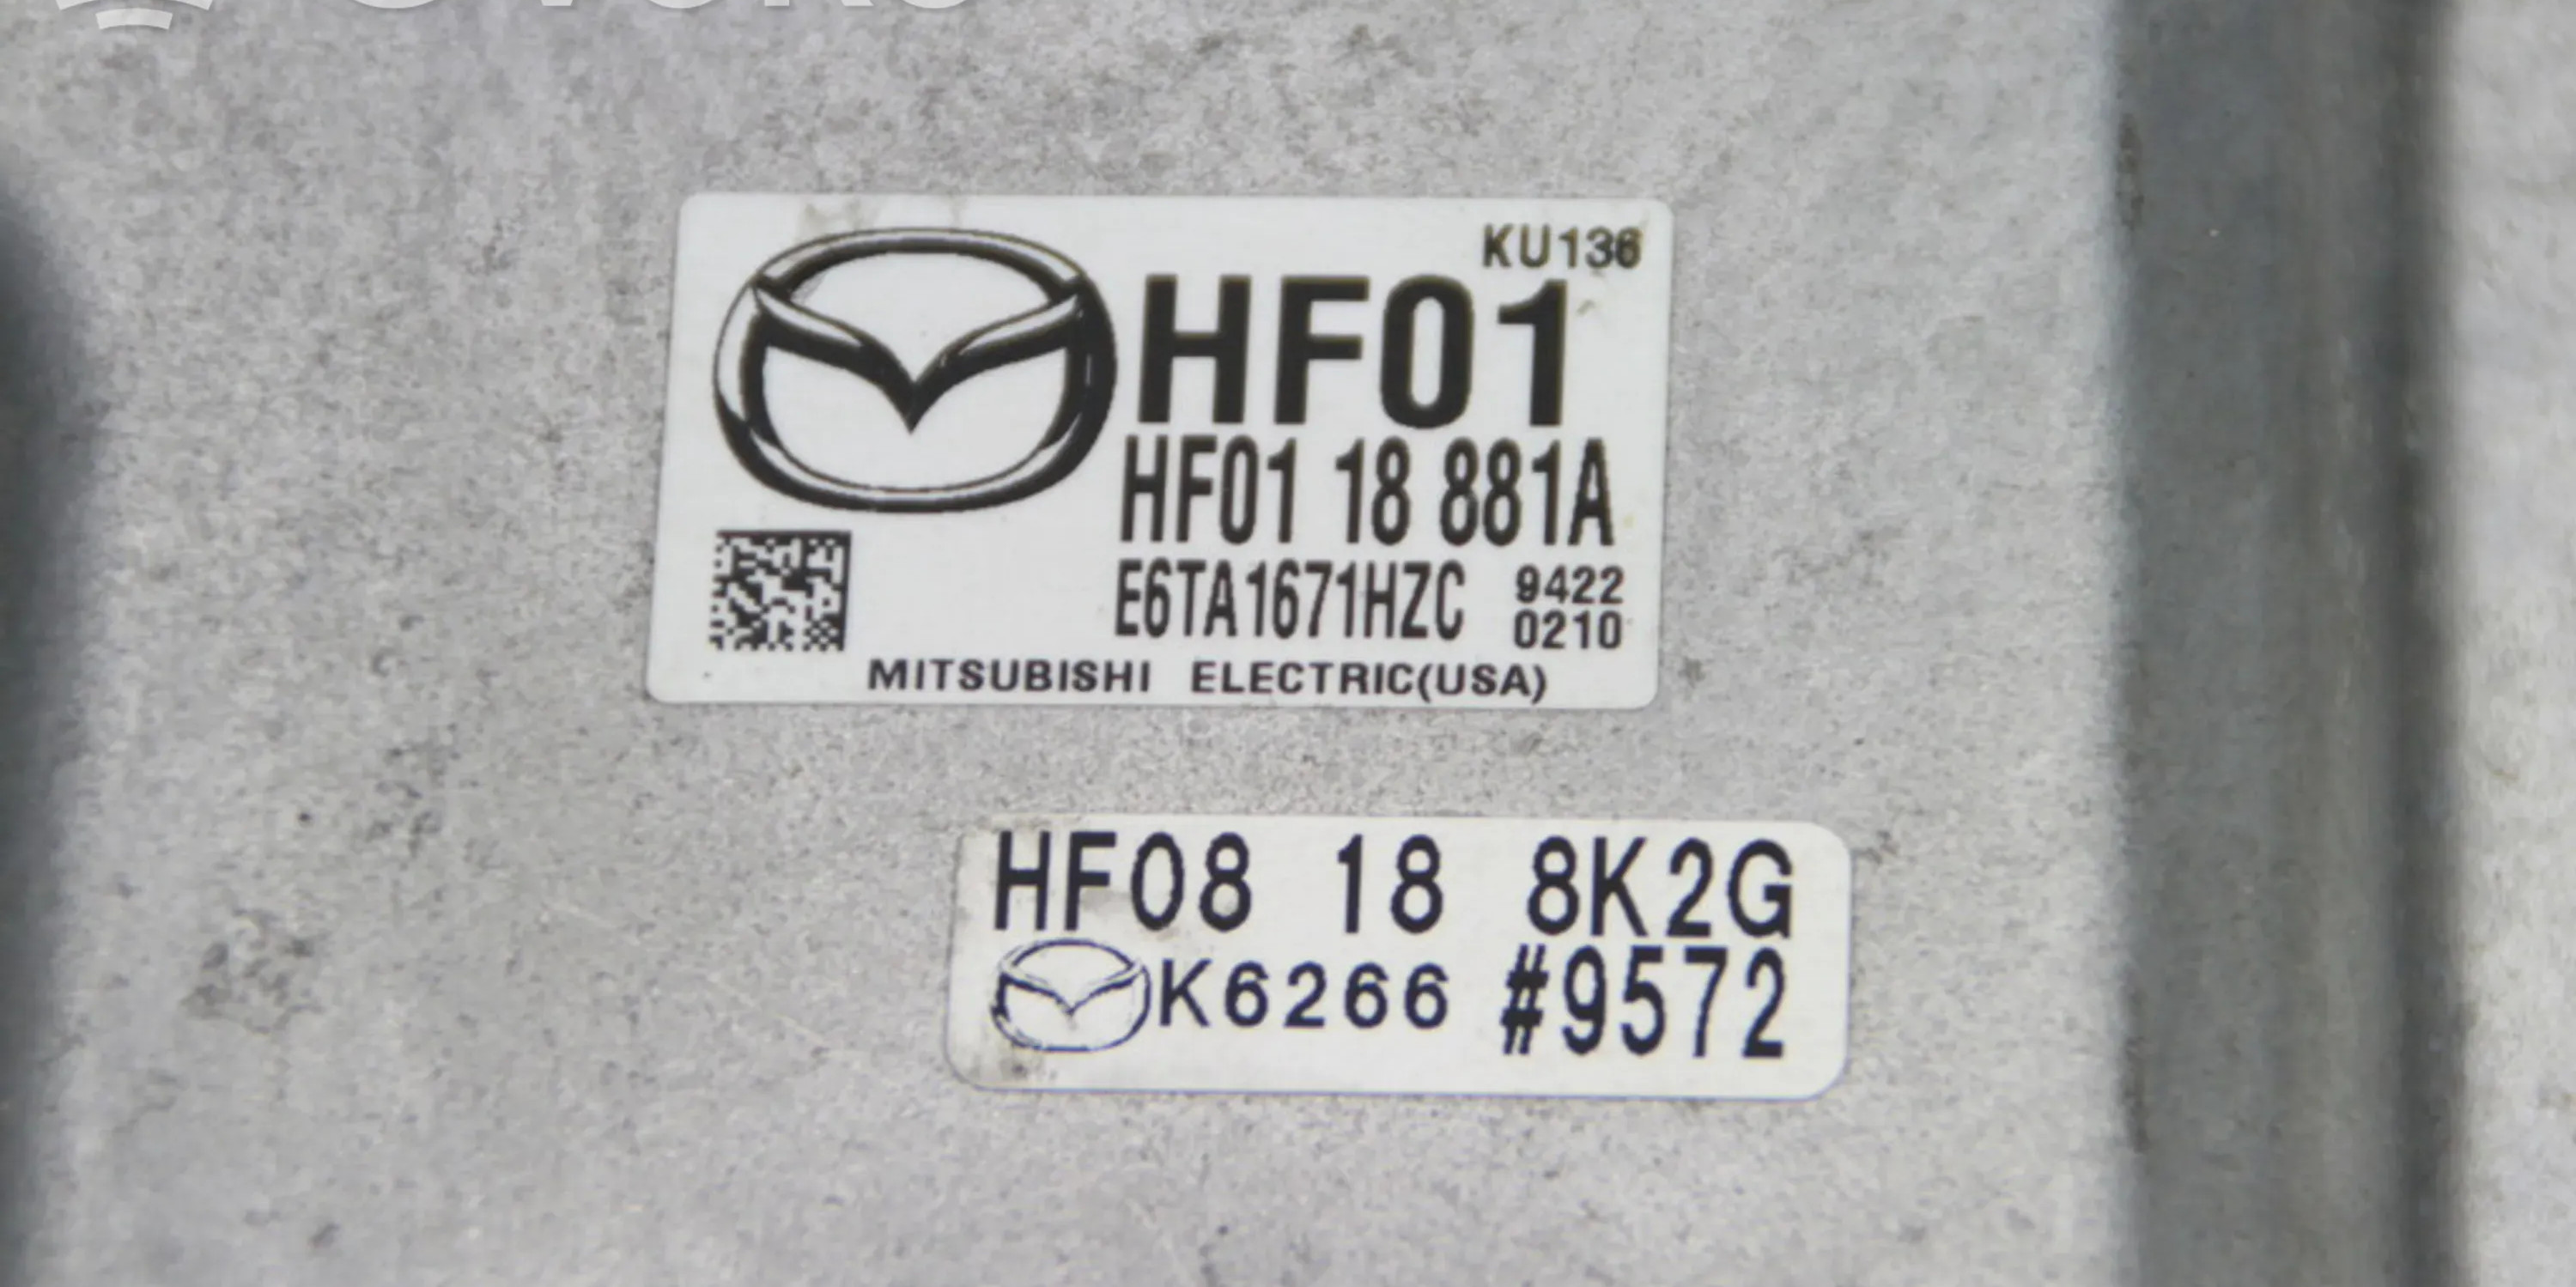 KU136
HF01
HF01 18 881A
E6TA1671HZC 9422
0210
MITSUBISHI ELECTRIC(USA)
HF08 18 8K2G
K6266 #9572